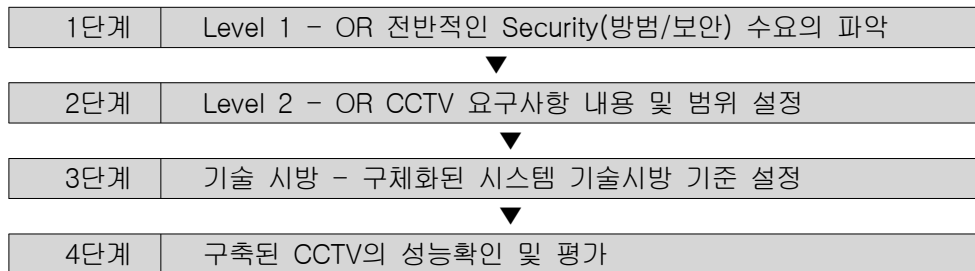 1단계 Level 1 - OR 전반적인 Security(방범/보안) 수요의 파악
▼
2단계 Level 2 - OR CCTV 요구사항 내용 및 범위 설정
▼
3단계 기술 시방 - 구체화된 시스템 기술시방 기준 설정
▼
4단계 구축된 CCTV의 성능확인 및 평가